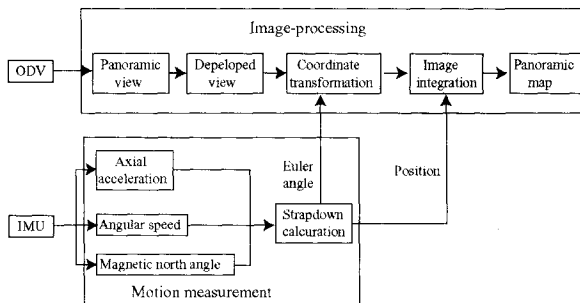 Image-processing
ODV
Panoramic
view
Depeloped
view
Coordinate
transformation
Image
integration
Panoramic
map
Axial
acceleration
Euler
angle
Position
IMU
Angular speed
Strapdown
calcuration
Magnetic north angle
Motion measurement